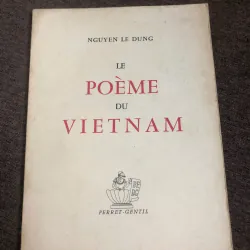 NGUYEN LE DUNG
LE
POÈME
DU
VIETNAM
PERRET-GENTIL